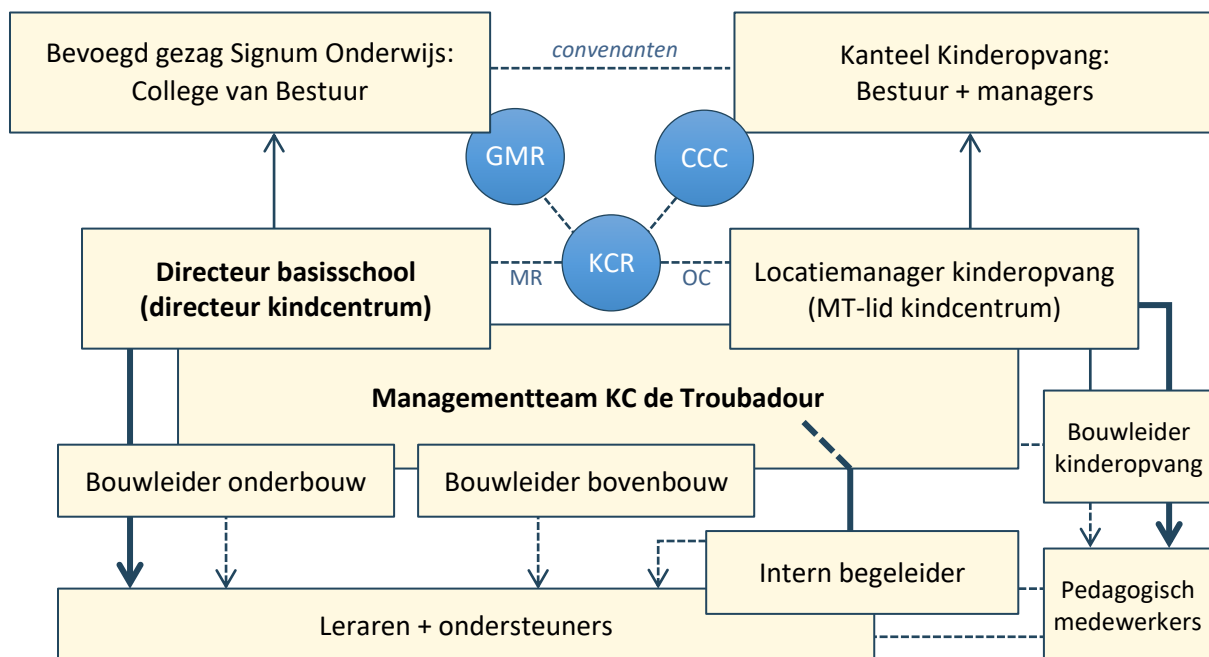 Bevoegd gezag Signum Onderwijs:
College van Bestuur
convenanten
Kanteel Kinderopvang:
Bestuur + managers
GMR
CCC
KCR
MR
OC
Directeur basisschool
(directeur kindcentrum)
Locatiemanager kinderopvang
(MT-lid kindcentrum)
Managementteam KC de Troubadour
Bouwleider
kinderopvang
Bouwleider onderbouw
Bouwleider bovenbouw
Intern begeleider
Pedagogisch
medewerkers
Leraren + ondersteuners